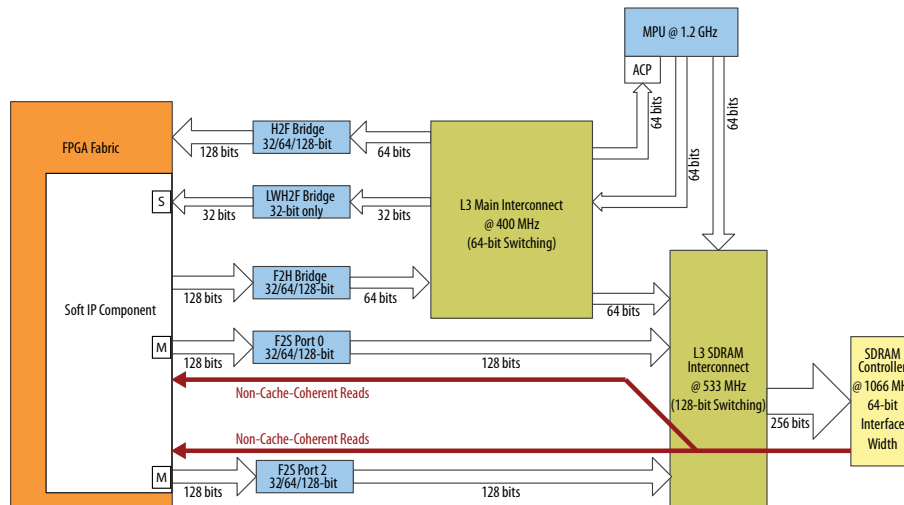 MPU @ 1.2 GHz
ACP
64 bits
64 bits
64 bits
FPGA Fabric
H2F Bridge
32/64/128-bit
128 bits
64 bits
S
LWH2F Bridge
32-bit only
32 bits
32 bits
L3 Main Interconnect
@ 400 MHz
(64-bit Switching)
Soft IP Component
F2H Bridge
32/64/128-bit
128 bits
64 bits
64 bits
M
F2S Port 0
32/64/128-bit
128 bits
128 bits
Non-Cache-Coherent Reads
L3 SDRAM
Interconnect
@ 533 MHz
(128-bit Switching)
256 bits
SDRAM
Controller
@ 1066 MH
64-bit
Interface
Width
Non-Cache-Coherent Reads
M
F2S Port 2
32/64/128-bit
128 bits
128 bits